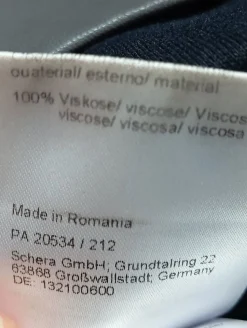 ouaterial/ esterno/ material
100% Viskose/ viscose/ Viscos
viscose/ viscosa/ viscosa
Made in Romania
PA 20534 / 212
Schera GmbH; Grundtalring 22
63868 Großwallstadt; Germany
DE: 132100600